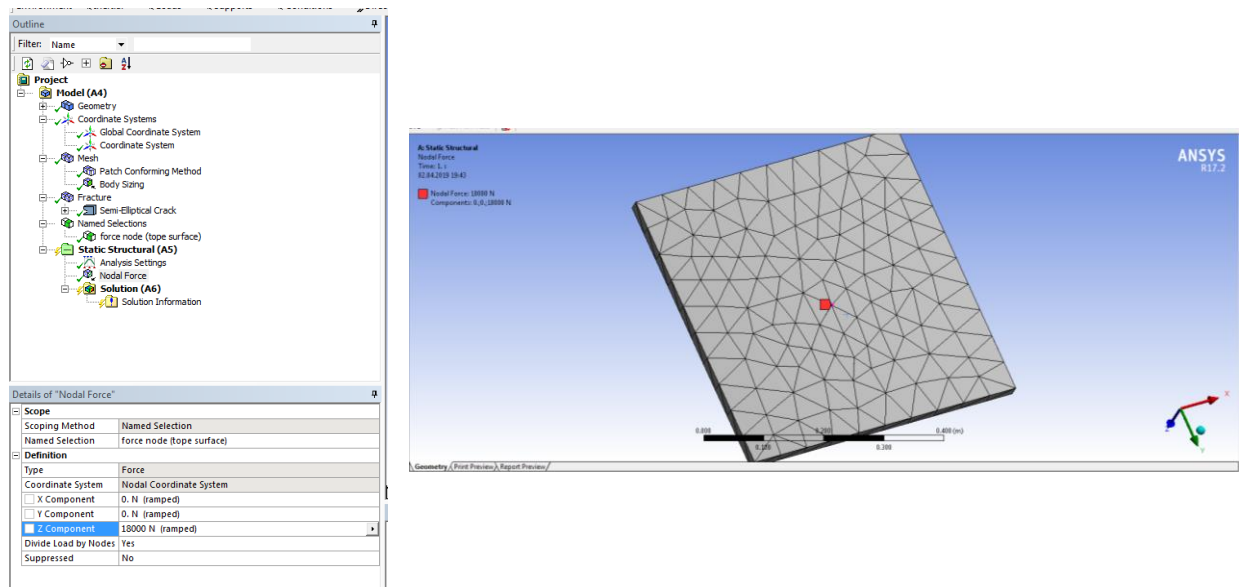 Outline
Filter: Name
Project
Model (A4)
Geometry
Coordinate Systems
Global Coordinate System
Coordinate System
Mesh
Patch Conforming Method
Body Sizing
Fracture
Semi-Elliptical Crack
Named Selections
force node (tope surface)
Static Structural (A5)
Analysis Settings
Nodal Force
Solution (A6)
Solution Information
Details of "Nodal Force"
Scope
Scoping Method Named Selection
Named Selection force node (tope surface)
Definition
Type Force
Coordinate System Nodal Coordinate System
X Component 0. N (ramped)
Y Component 0. N (ramped)
Z Component 18000 N (ramped)
Divide Load by Nodes Yes
Suppressed No
A: Static Structural
Nodal Force
Time: 1. s
02.04.2019 19:43
Nodal Force: 18000 N
Components: 0.;0.;18000 N
ANSYS
R17.2
0.000 0.200 0.400 (m)
0.100 0.300
X
Y
Z
Geometry Print Preview Report Preview